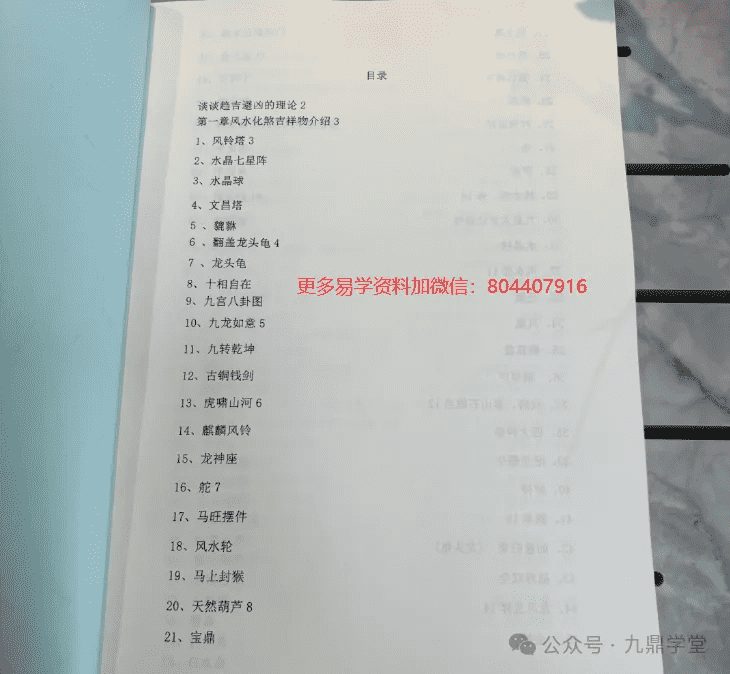 目录
谈谈趋吉避凶的理论2
第一章风水化煞吉祥物介绍3
1、风铃塔3
2、水晶七星阵
3、水晶球
4、文昌塔
5 、貔貅
6 、翻盖龙头龟4
7 、龙头龟
8、十相自在
更多易学资料加微信：804407916
9、九宫八卦图
10、九龙如意5
11、九转乾坤
12、古铜钱剑
13、虎啸山河6
14、麒麟风铃
15、龙神座
16、舵7
17、马旺摆件
18、风水轮
19、马上封猴
20、天然葫芦8
21、宝鼎
公众号·九鼎学堂